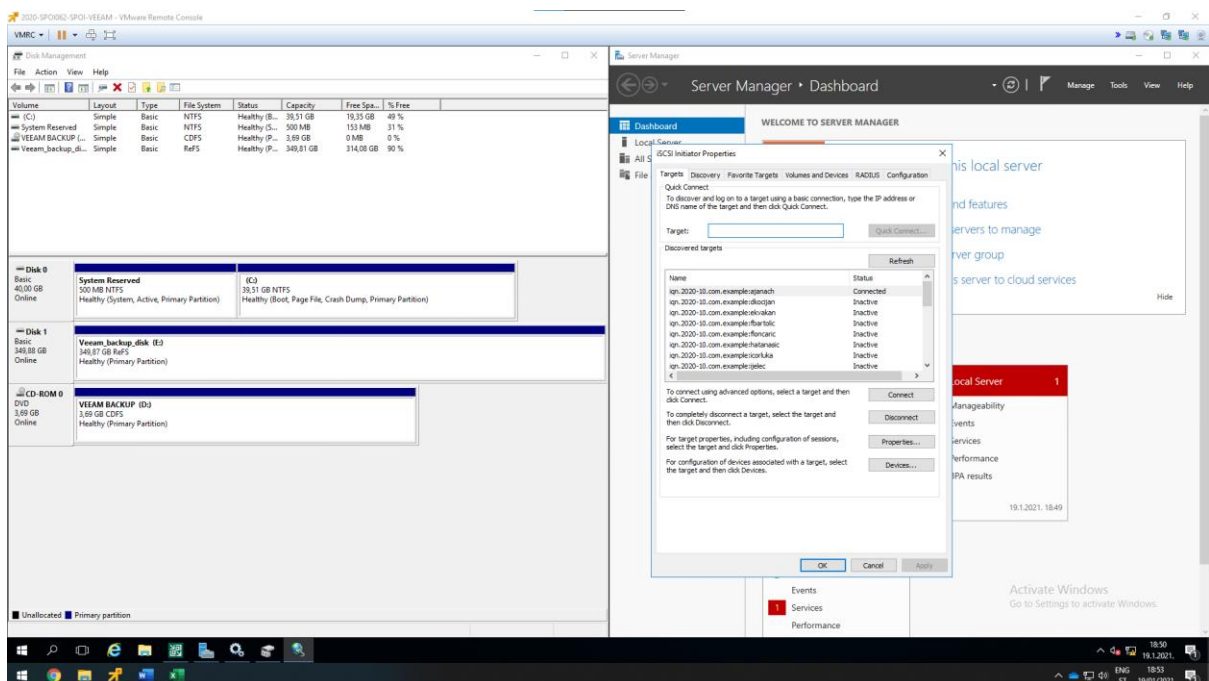 2020-SPOI062-SPOI-VEEAM - VMware Remote Console
VMRC
Disk Management
File Action View Help
Volume Layout Type File System Status Capacity Free Spa... % Free
(C:) Simple Basic NTFS Healthy (B... 39,51 GB 19,35 GB 49 %
System Reserved Simple Basic NTFS Healthy (S... 500 MB 153 MB 31 %
VEEAM BACKUP (... Simple Basic CDFS Healthy (P... 3,69 GB 0 MB 0 %
Veeam_backup_di... Simple Basic ReFS Healthy (P... 349,81 GB 314,08 GB 90 %
Disk 0
Basic
40,00 GB
Online
System Reserved
500 MB NTFS
Healthy (System, Active, Primary Partition)
(C:)
39,51 GB NTFS
Healthy (Boot, Page File, Crash Dump, Primary Partition)
Disk 1
Basic
349,88 GB
Online
Veeam_backup_disk (E:)
349,87 GB ReFS
Healthy (Primary Partition)
CD-ROM 0
DVD
3,69 GB
Online
VEEAM BACKUP (D:)
3,69 GB CDFS
Healthy (Primary Partition)
Unallocated Primary partition
Server Manager
Server Manager • Dashboard
Manage Tools View Help
Dashboard
Local Server
All S
File
WELCOME TO SERVER MANAGER
his local server
nd features
ervers to manage
rver group
s server to cloud services
Hide
iSCSI Initiator Properties
Targets Discovery Favorite Targets Volumes and Devices RADIUS Configuration
Quick Connect
To discover and log on to a target using a basic connection, type the IP address or
DNS name of the target and then click Quick Connect.
Target:
Quick Connect...
Discovered targets
Refresh
Name Status
iqn.2020-10.com.example:ajanach Connected
iqn.2020-10.com.example:dkocijan Inactive
iqn.2020-10.com.example:ekvakan Inactive
iqn.2020-10.com.example:fbartolic Inactive
iqn.2020-10.com.example:floncaric Inactive
iqn.2020-10.com.example:hatanasic Inactive
iqn.2020-10.com.example:icorluka Inactive
iqn.2020-10.com.example:ijelec Inactive
To connect using advanced options, select a target and then
click Connect.
Connect
To completely disconnect a target, select the target and
then click Disconnect.
Disconnect
For target properties, including configuration of sessions,
select the target and click Properties.
Properties...
For configuration of devices associated with a target, select
the target and then click Devices.
Devices...
OK Cancel Apply
ocal Server 1
Manageability
vents
ervices
Performance
BPA results
19.1.2021. 18:49
Events
1 Services
Performance
Activate Windows
Go to Settings to activate Windows.
18:50
19.1.2021.
ENG 18:53
19/01/2021